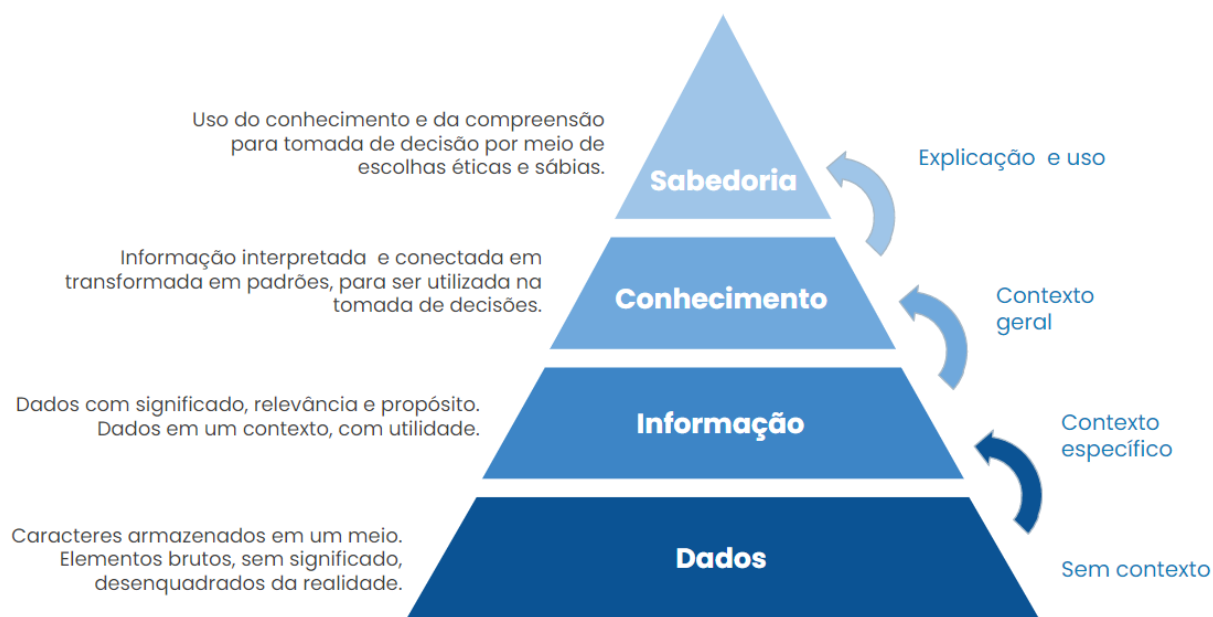 Uso do conhecimento e da compreensão
para tomada de decisão por meio de
escolhas éticas e sábias.
Sabedoria
Explicação e uso
Informação interpretada e conectada em
transformada em padrões, para ser utilizada na
tomada de decisões.
Conhecimento
Contexto
geral
Dados com significado, relevância e propósito.
Dados em um contexto, com utilidade.
Informação
Contexto
específico
Caracteres armazenados em um meio.
Elementos brutos, sem significado,
desenquadrados da realidade.
Dados
Sem contexto